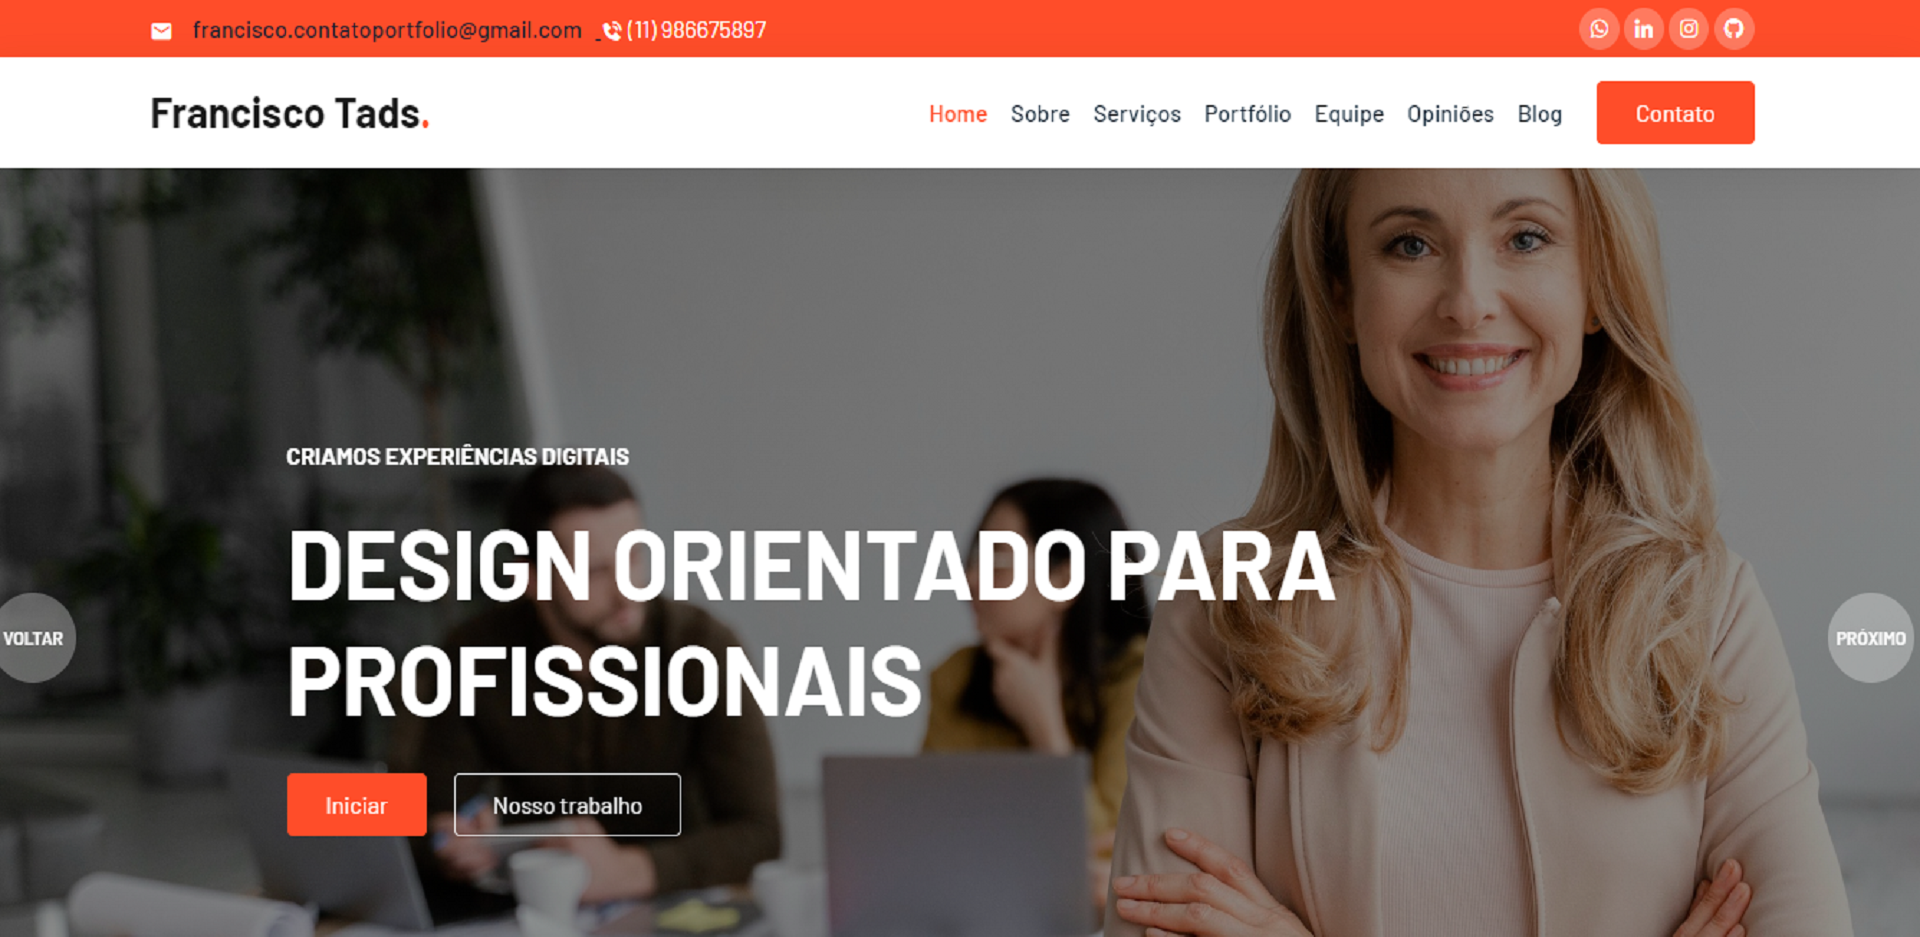 francisco.contatoportfolio@gmail.com (11) 986675897
Francisco Tads.
Home Sobre Serviços Portfólio Equipe Opiniões Blog Contato
CRIAMOS EXPERIÊNCIAS DIGITAIS
DESIGN ORIENTADO PARA
PROFISSIONAIS
VOLTAR
PRÓXIMO
Iniciar Nosso trabalho